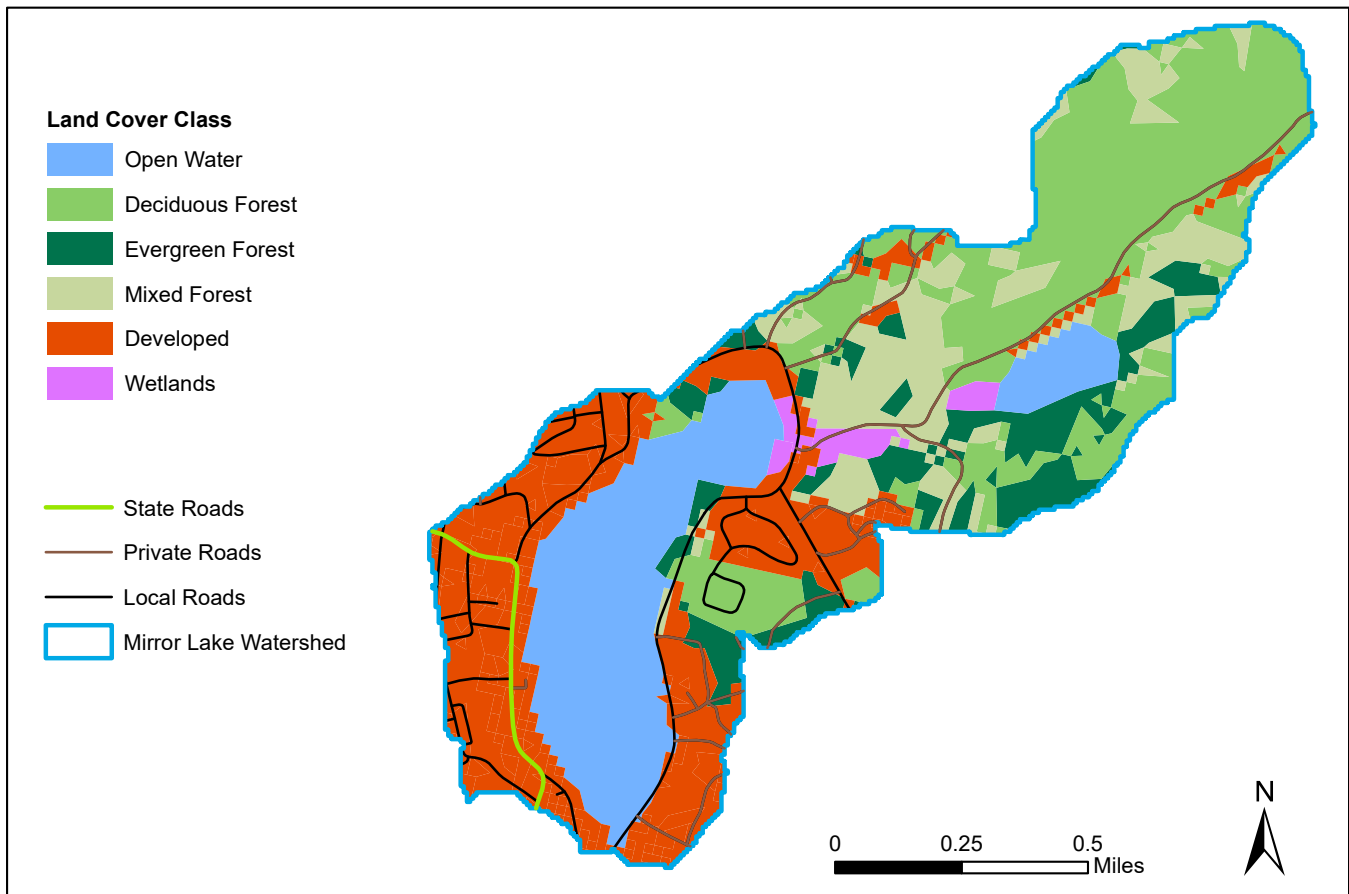 Land Cover Class
Open Water
Deciduous Forest
Evergreen Forest
Mixed Forest
Developed
Wetlands
State Roads
Private Roads
Local Roads
Mirror Lake Watershed
0 0.25 0.5
Miles
N